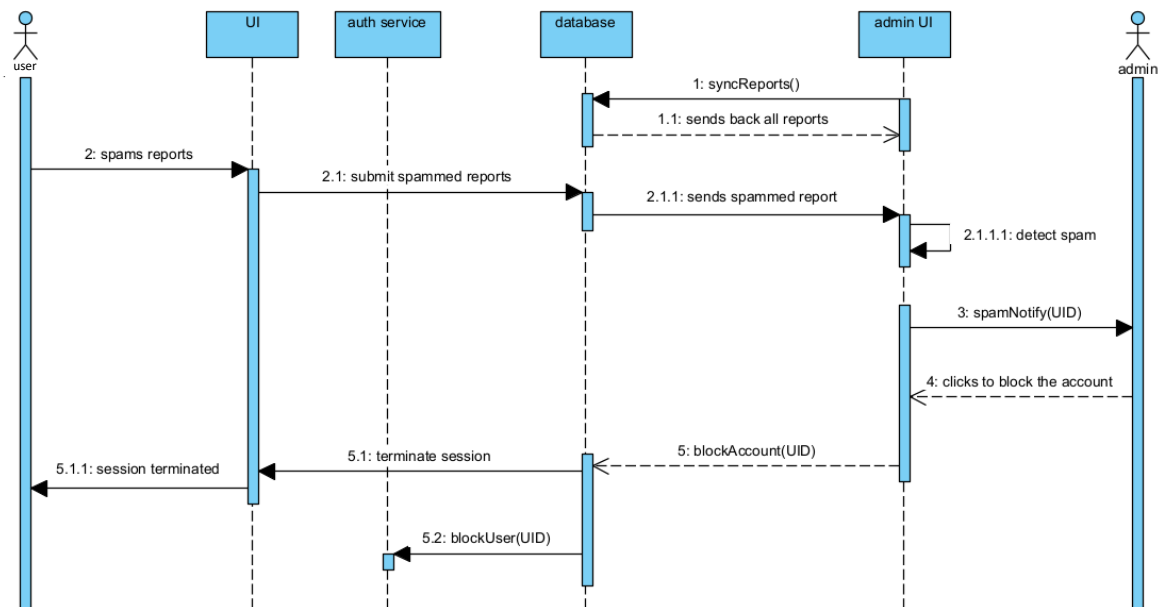 UI
auth service
database
admin UI
user
admin
1: syncReports()
1.1: sends back all reports
2: spams reports
2.1: submit spammed reports
2.1.1: sends spammed report
2.1.1.1: detect spam
3: spamNotify(UID)
4: clicks to block the account
5: blockAccount(UID)
5.1: terminate session
5.1.1: session terminated
5.2: blockUser(UID)